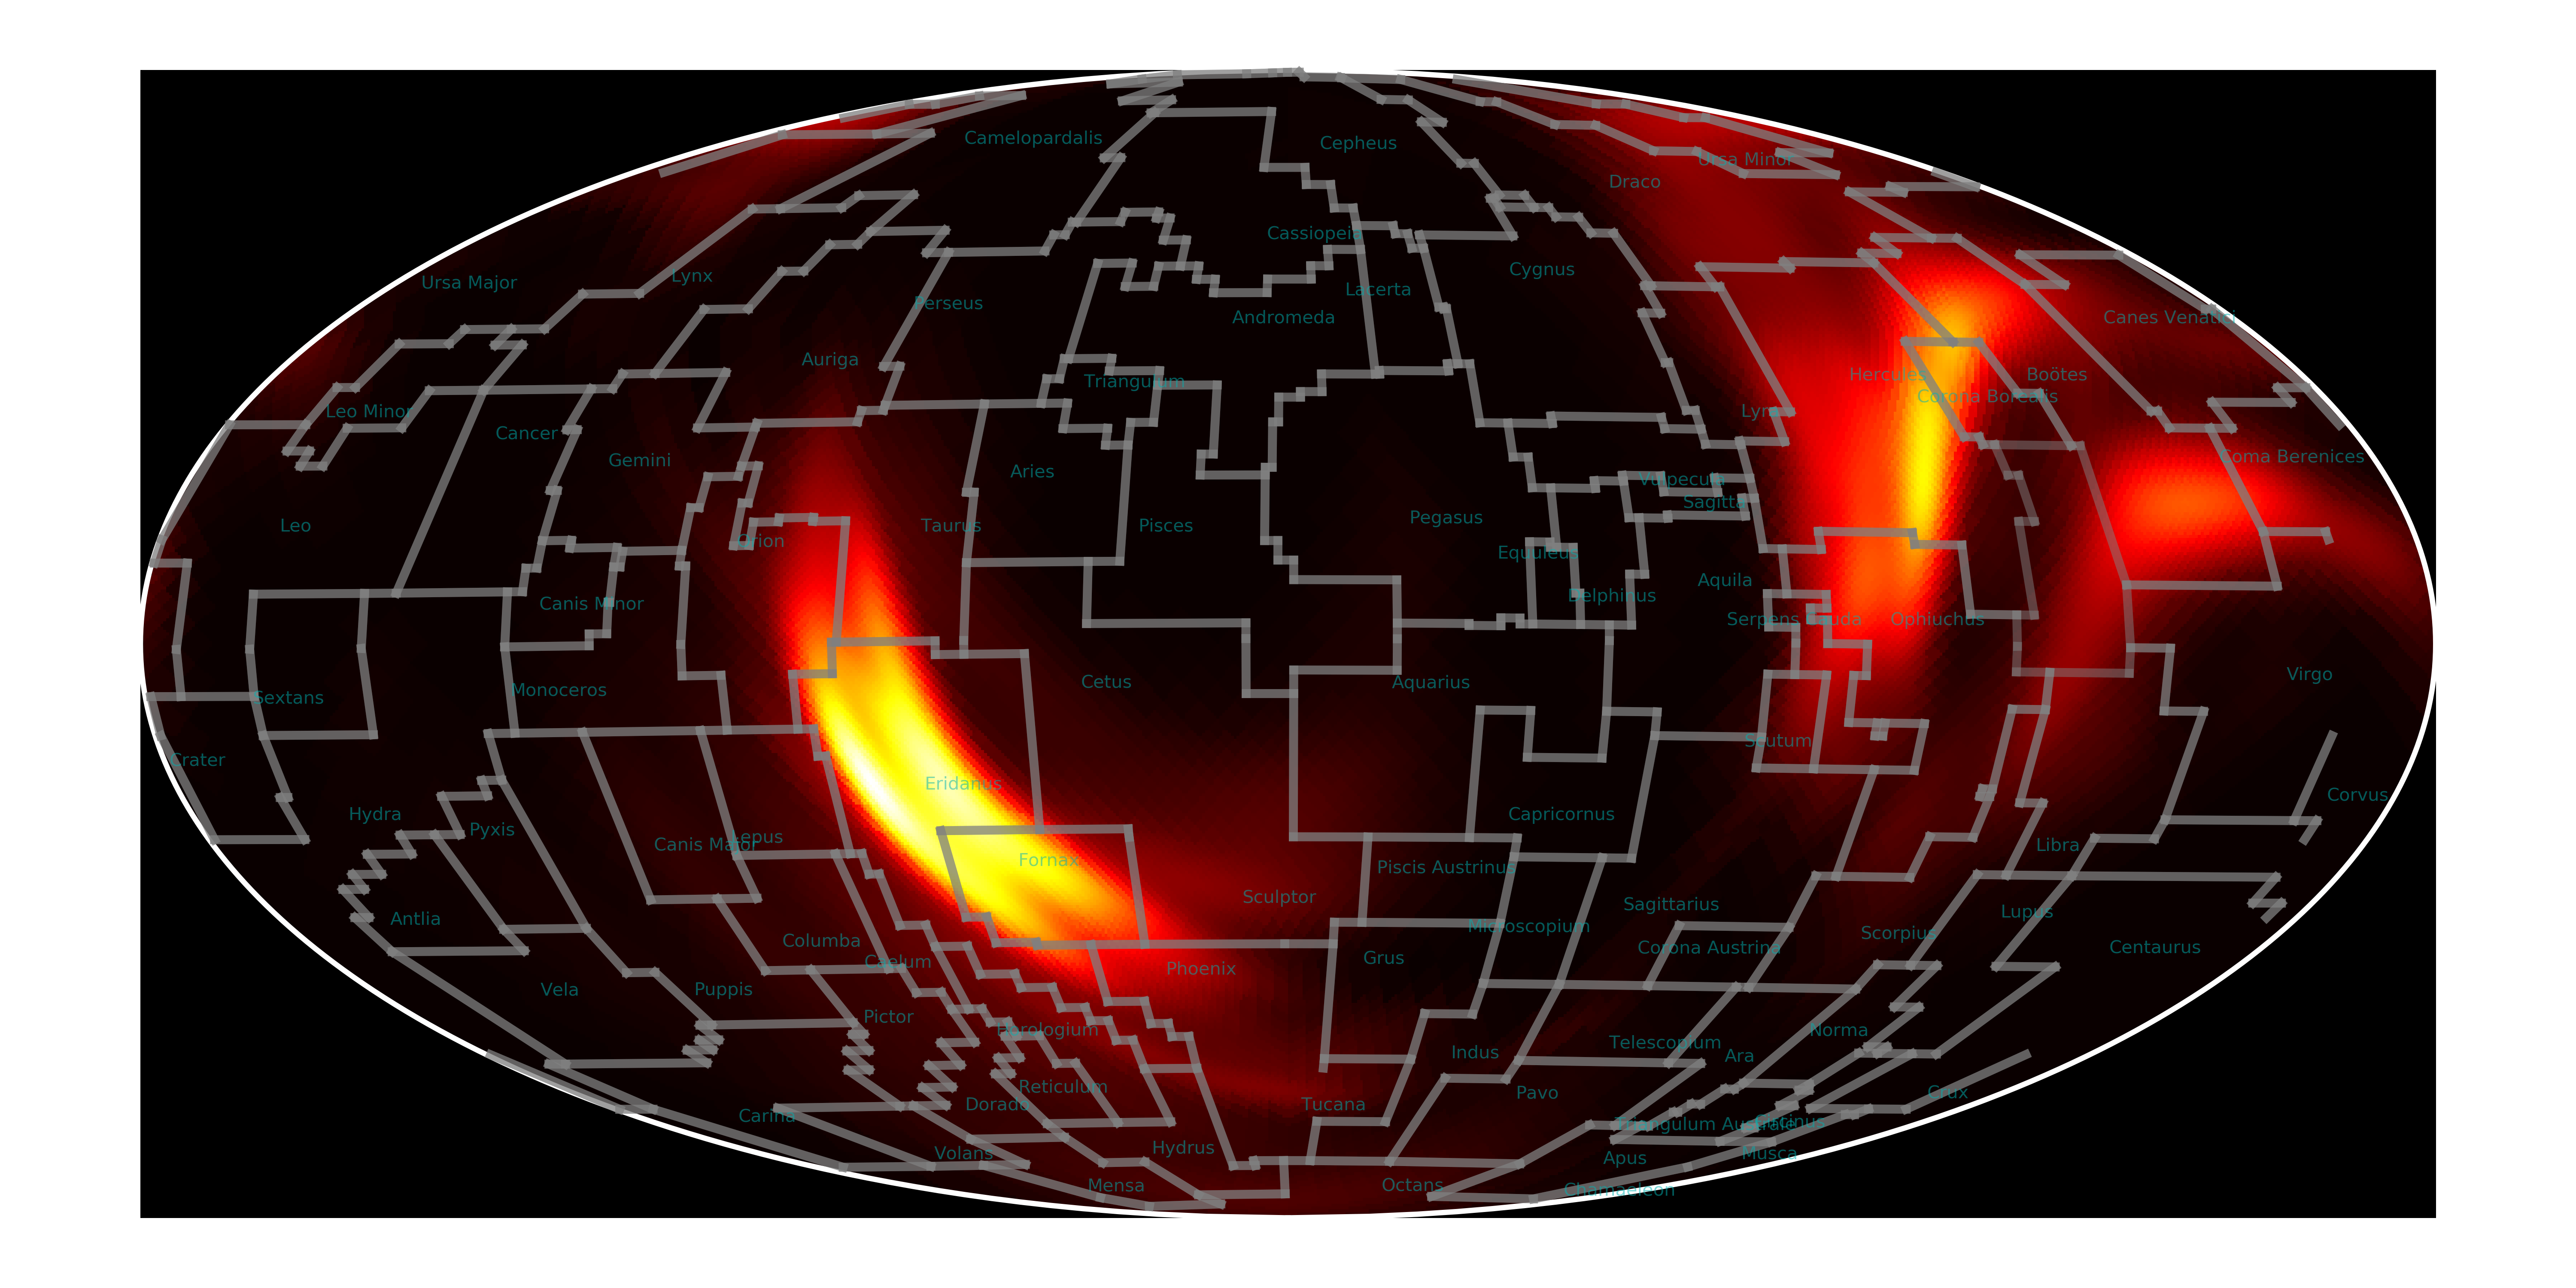 Camelopardalis
Cepheus
Ursa Minor
Draco
Cassiopeia
Cygnus
Lynx
Ursa Major
Lacerta
Perseus
Andromeda
Canes Venatici
Auriga
Hercules
Boötes
Triangulum
Corona Borealis
Leo Minor
Lyra
Cancer
Coma Berenices
Gemini
Aries
Vulpecula
Sagitta
Pegasus
Leo
Taurus
Pisces
Orion
Equuleus
Aquila
Delphinus
Canis Minor
Serpens Cauda
Ophiuchus
Virgo
Cetus
Aquarius
Monoceros
Sextans
Scutum
Crater
Eridanus
Corvus
Hydra
Capricornus
Pyxis
Lepus
Canis Major
Libra
Fornax
Piscis Austrinus
Sculptor
Sagittarius
Lupus
Antlia
Microscopium
Scorpius
Columba
Corona Austrina
Centaurus
Grus
Caelum
Phoenix
Vela
Puppis
Pictor
Horologium
Norma
Telescopium
Indus
Ara
Reticulum
Pavo
Crux
Dorado
Tucana
Carina
Triangulum Australe
Circinus
Hydrus
Volans
Musca
Apus
Mensa
Octans
Chamaeleon